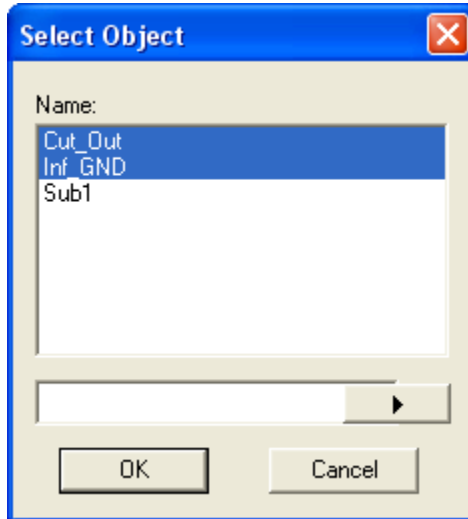 Select Object
Name:
Cut_Out
Inf_GND
Sub1
OK
Cancel